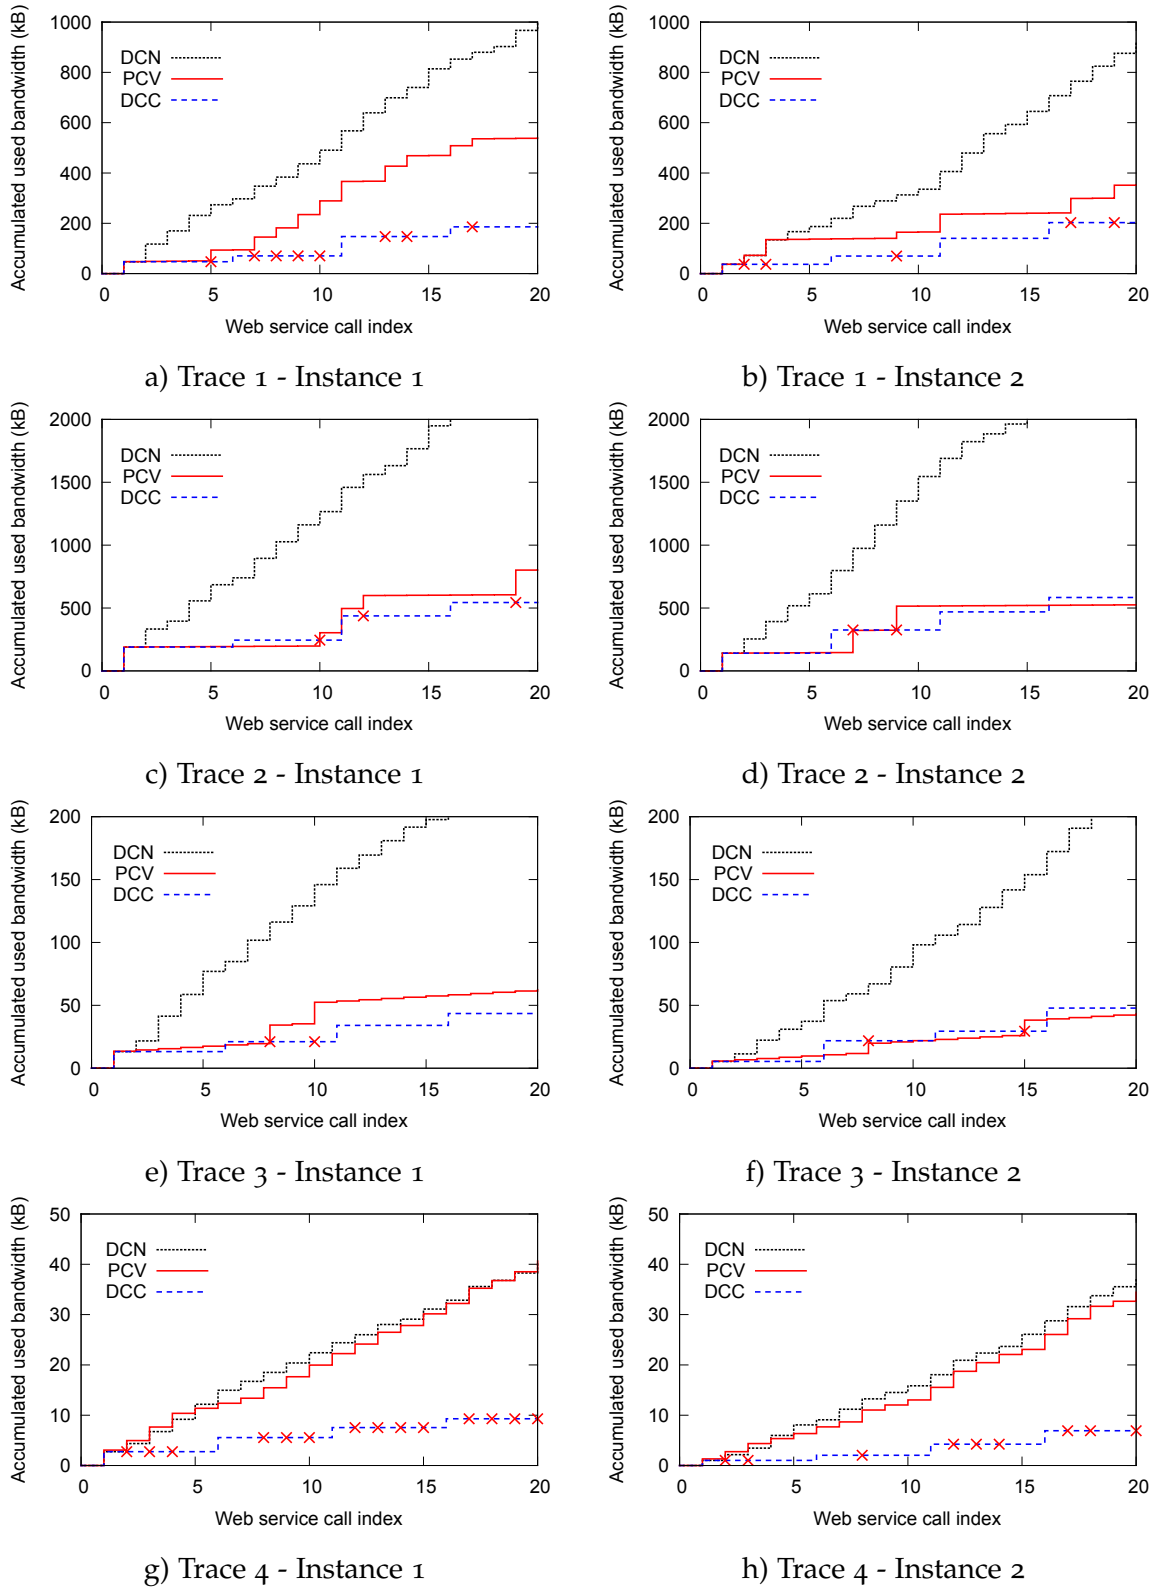 Accumulated used bandwidth (kB)
1000
800
600
400
200
0
DCN
PCV
DCC
0 5 10 15 20
Web service call index
a) Trace 1 - Instance 1
Accumulated used bandwidth (kB)
1000
800
600
400
200
0
DCN
PCV
DCC
0 5 10 15 20
Web service call index
b) Trace 1 - Instance 2
Accumulated used bandwidth (kB)
2000
1500
1000
500
0
DCN
PCV
DCC
0 5 10 15 20
Web service call index
c) Trace 2 - Instance 1
Accumulated used bandwidth (kB)
2000
1500
1000
500
0
DCN
PCV
DCC
0 5 10 15 20
Web service call index
d) Trace 2 - Instance 2
Accumulated used bandwidth (kB)
200
150
100
50
0
DCN
PCV
DCC
0 5 10 15 20
Web service call index
e) Trace 3 - Instance 1
Accumulated used bandwidth (kB)
200
150
100
50
0
DCN
PCV
DCC
0 5 10 15 20
Web service call index
f) Trace 3 - Instance 2
Accumulated used bandwidth (kB)
50
40
30
20
10
0
DCN
PCV
DCC
0 5 10 15 20
Web service call index
g) Trace 4 - Instance 1
Accumulated used bandwidth (kB)
50
40
30
20
10
0
DCN
PCV
DCC
0 5 10 15 20
Web service call index
h) Trace 4 - Instance 2